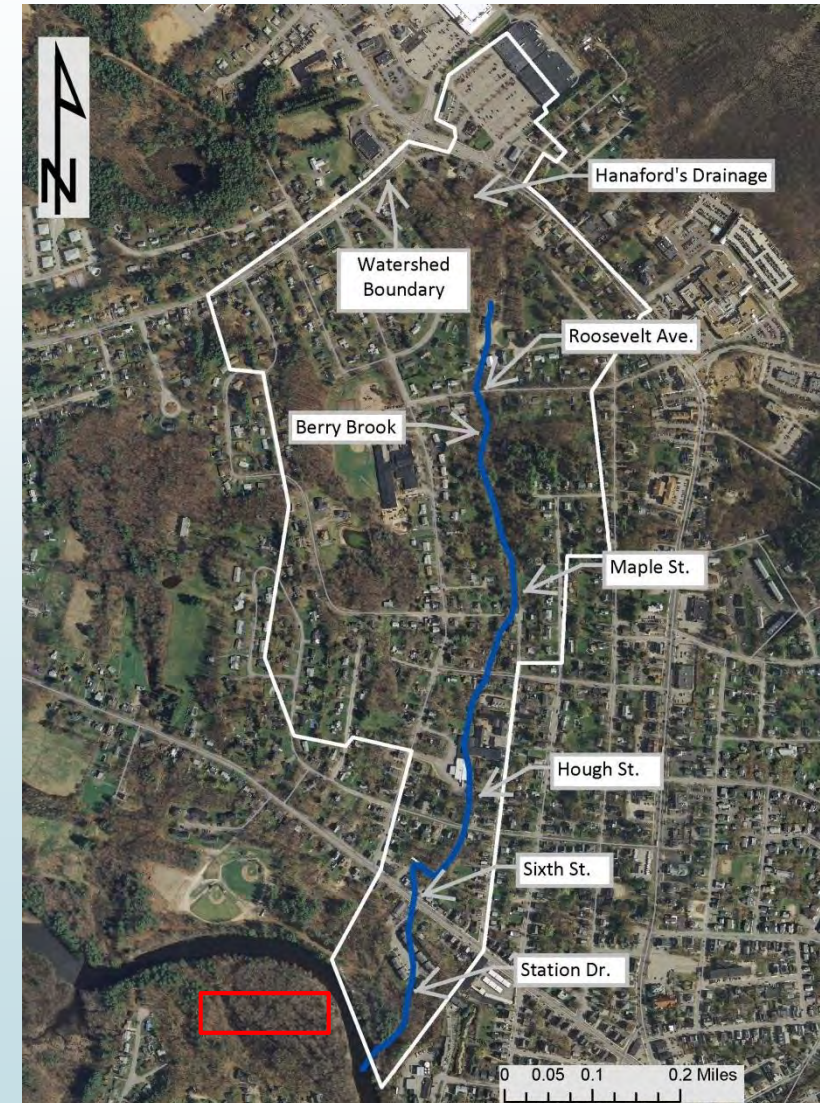 N
Hanaford's Drainage
Watershed
Boundary
Roosevelt Ave.
Berry Brook
Maple St.
Hough St.
Sixth St.
Station Dr.
0 0.05 0.1 0.2 Miles